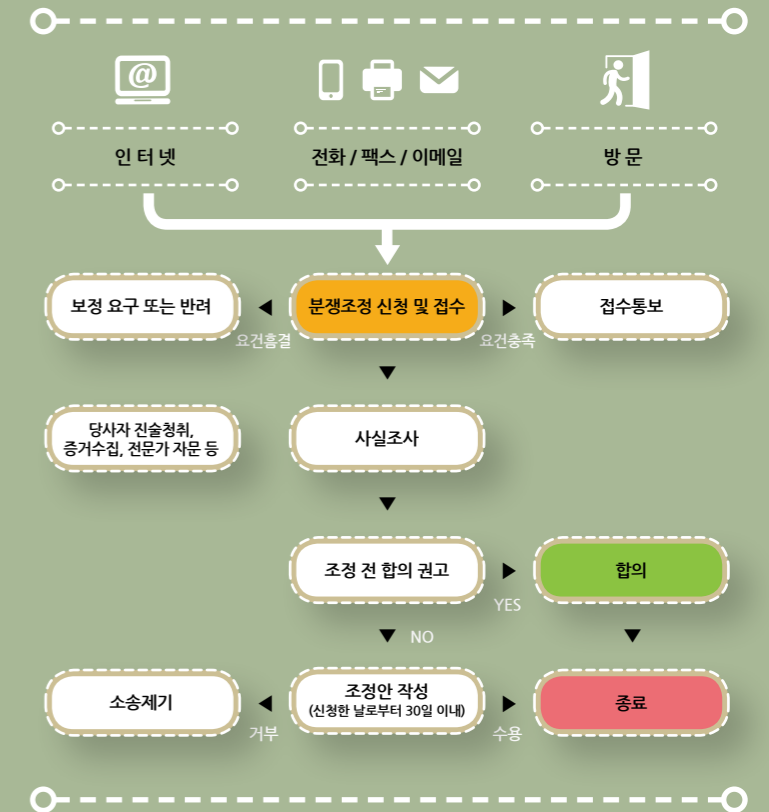 @
인 터 넷
전화 / 팩스 / 이메일
방 문
보정 요구 또는 반려
분쟁조정 신청 및 접수
접수통보
요건흠결
요건충족
당사자 진술청취,
증거수집, 전문가 자문 등
사실조사
조정 전 합의 권고
합의
YES
NO
소송제기
조정안 작성
(신청한 날로부터 30일 이내)
종료
거부
수용